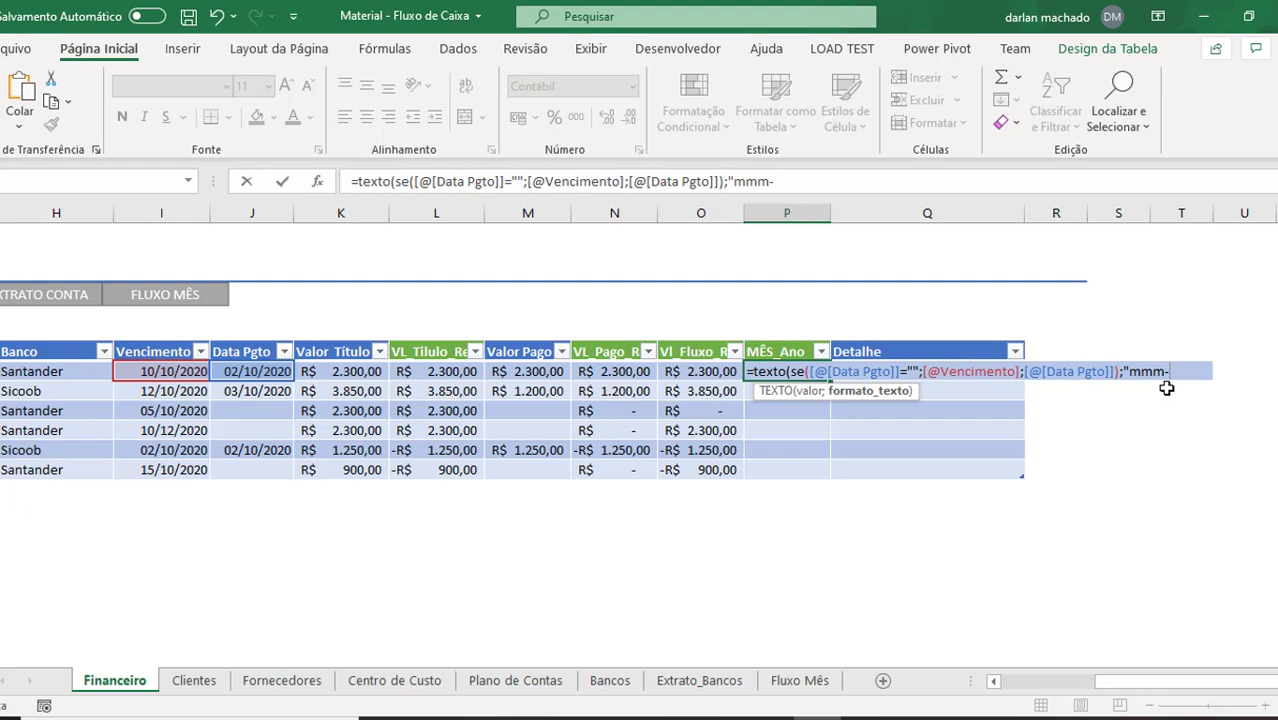 Salvamento Automático
Material - Fluxo de Caixa
Pesquisar
darlan machado
DM
quivo
Página Inicial
Inserir
Layout da Página
Fórmulas
Dados
Revisão
Exibir
Desenvolvedor
Ajuda
LOAD TEST
Power Pivot
Team
Design da Tabela
Colar
11
N I S
A
Contábil
% 000
Formatação Condicional
Formatar como Tabela
Estilos de Célula
Inserir
Excluir
Formatar
Classificar e Filtrar
Localizar e Selecionar
de Transferência
Fonte
Alinhamento
Número
Estilos
Células
Edição
=texto(se([@[Data Pgto]]="";[@Vencimento];[@[Data Pgto]]);"mmm-
H I J K L M N O P Q R S T U
XTRATO CONTA
FLUXO MÊS
Banco Vencimento Data Pgto Valor Título VL_Titulo_Re Valor Pago VL_Pago_R Vl_Fluxo_R MÊS_Ano Detalhe
Santander 10/10/2020 02/10/2020 R$ 2.300,00 R$ 2.300,00 R$ 2.300,00 R$ 2.300,00 R$ 2.300,00 =texto(se([@[Data Pgto]]="";[@Vencimento];[@[Data Pgto]]);"mmm-
Sicoob 12/10/2020 03/10/2020 R$ 3.850,00 R$ 3.850,00 R$ 1.200,00 R$ 1.200,00 R$ 3.850,00
TEXTO(valor; formato_texto)
Santander 05/10/2020 R$ 2.300,00 R$ 2.300,00 R$ - R$ -
Santander 10/12/2020 R$ 2.300,00 R$ 2.300,00 R$ - R$ 2.300,00
Sicoob 02/10/2020 02/10/2020 R$ 1.250,00 -R$ 1.250,00 R$ 1.250,00 -R$ 1.250,00 -R$ 1.250,00
Santander 15/10/2020 R$ 900,00 -R$ 900,00 R$ - -R$ 900,00
Financeiro
Clientes
Fornecedores
Centro de Custo
Plano de Contas
Bancos
Extrato_Bancos
Fluxo Mês
ta